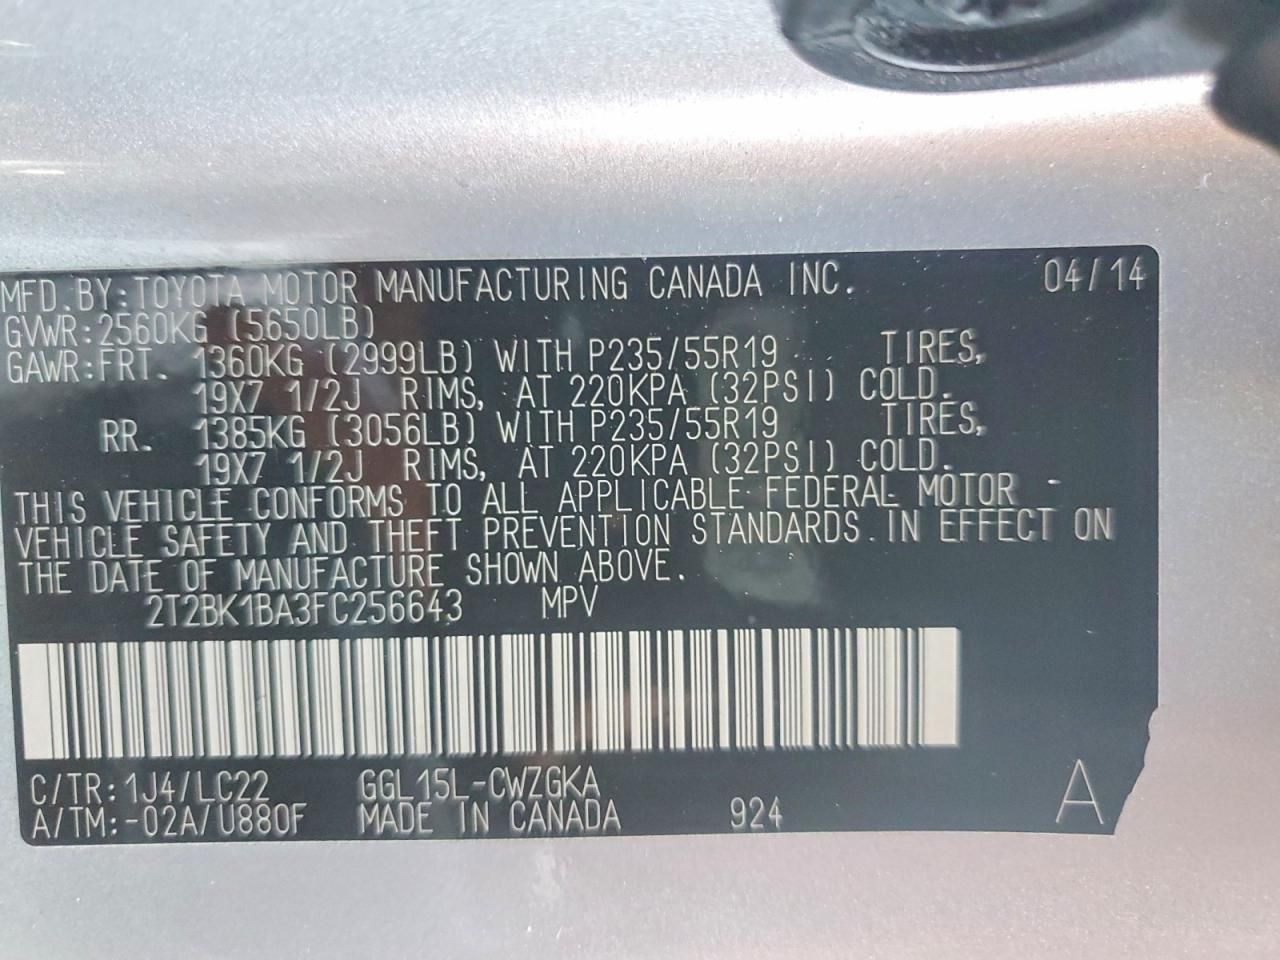 MFD.BY:TOYOTA MOTOR MANUFACTURING CANADA INC. 04/14
GVWR:2560KG (5650LB)
GAWR:FRT. 1360KG (2999LB) WITH P235/55R19 TIRES,
19X7 1/2J RIMS, AT 220KPA (32PSI) COLD.
RR. 1385KG (3056LB) WITH P235/55R19 TIRES,
19X7 1/2J RIMS, AT 220KPA (32PSI) COLD.
THIS VEHICLE CONFORMS TO ALL APPLICABLE FEDERAL MOTOR
VEHICLE SAFETY AND THEFT PREVENTION STANDARDS IN EFFECT ON
THE DATE OF MANUFACTURE SHOWN ABOVE.
2T2BK1BA3FC256643 MPV
C/TR:1J4/LC22 GGL15L-CWZGKA
A/TM:-02A/U880F MADE IN CANADA 924 A